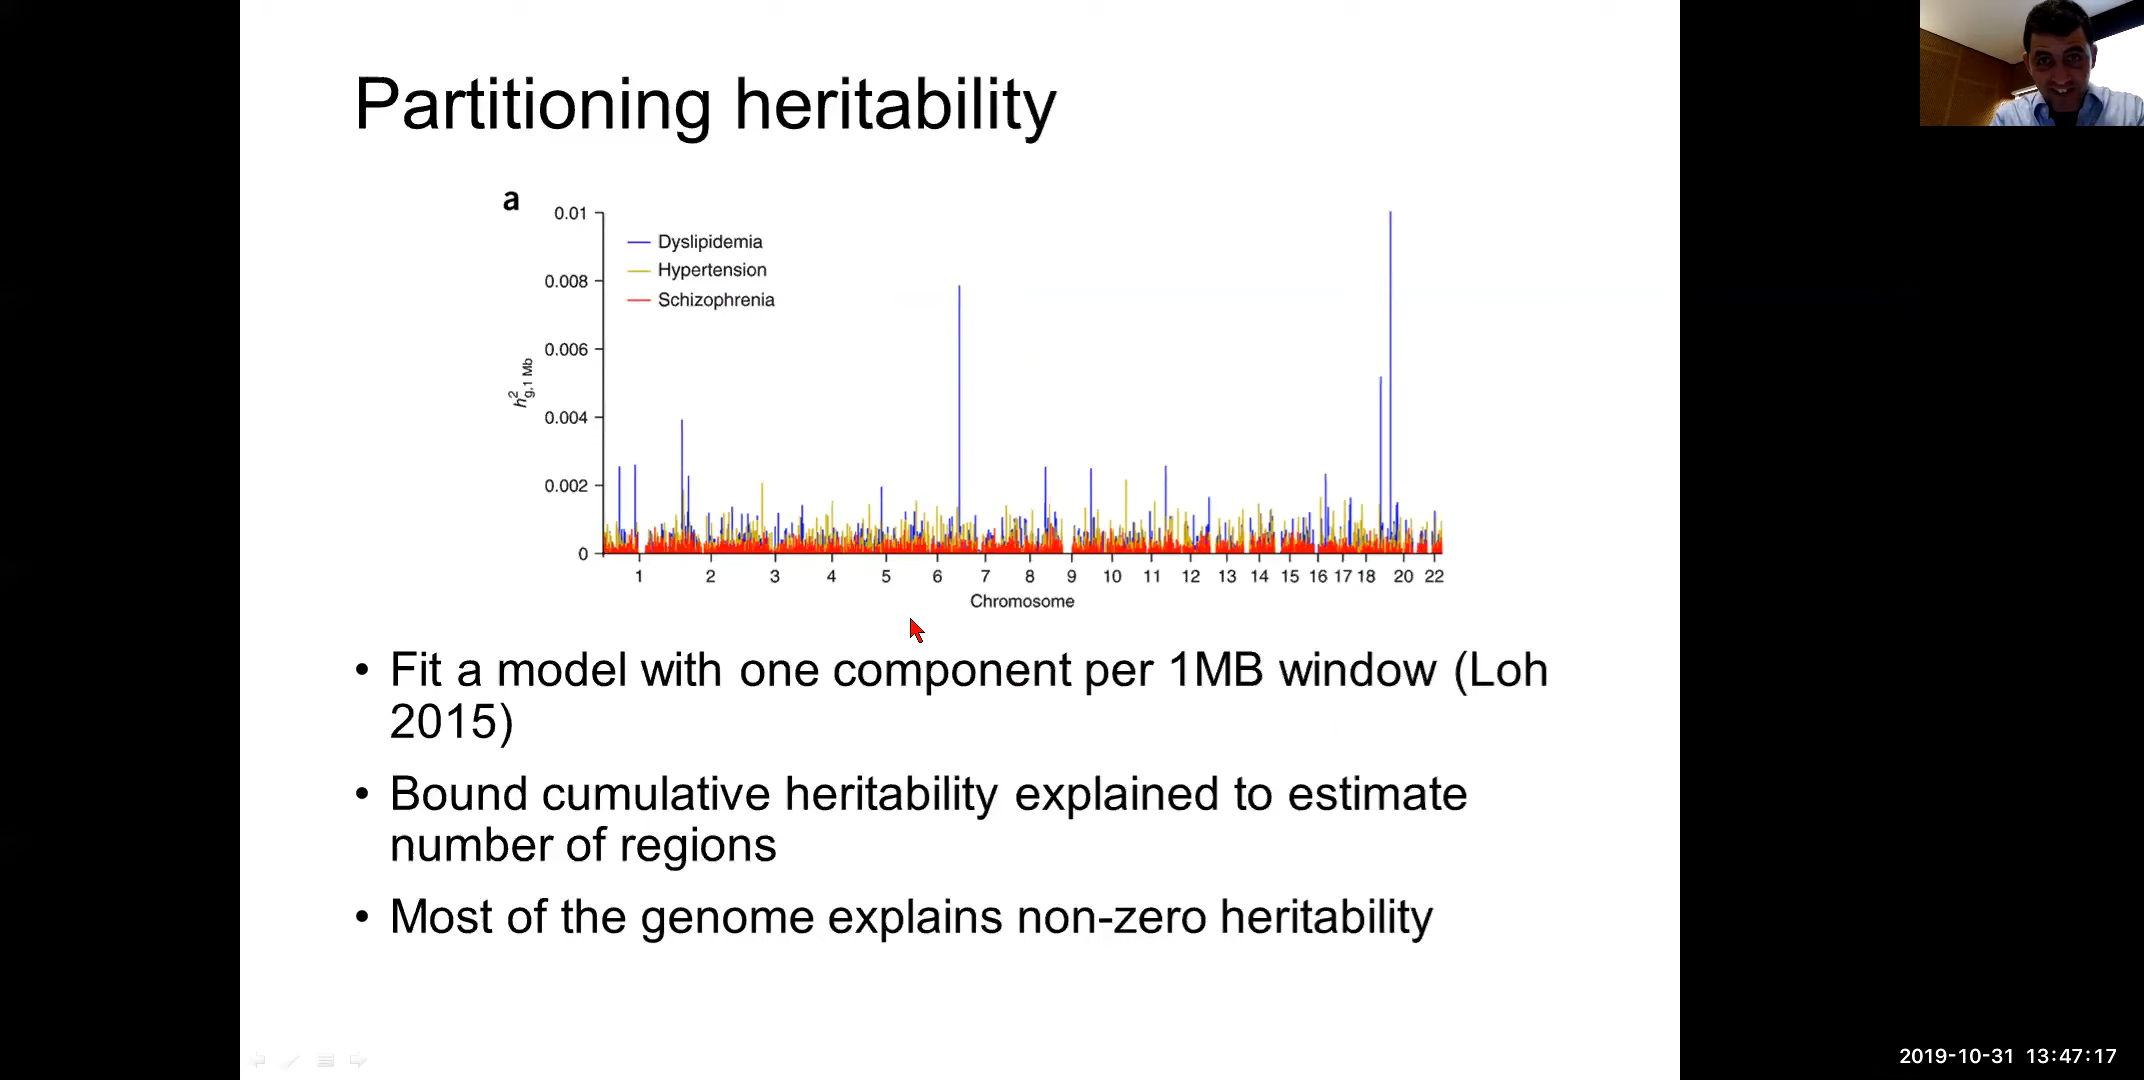 Partitioning heritability
a
0.01
0.008
0.006
0.004
0.002
0
h²g,1 Mb
Dyslipidemia
Hypertension
Schizophrenia
1 2 3 4 5 6 7 8 9 10 11 12 13 14 15 16 17 18 20 22
Chromosome
• Fit a model with one component per 1MB window (Loh
2015)
• Bound cumulative heritability explained to estimate
number of regions
• Most of the genome explains non-zero heritability
2019-10-31 13:47:17